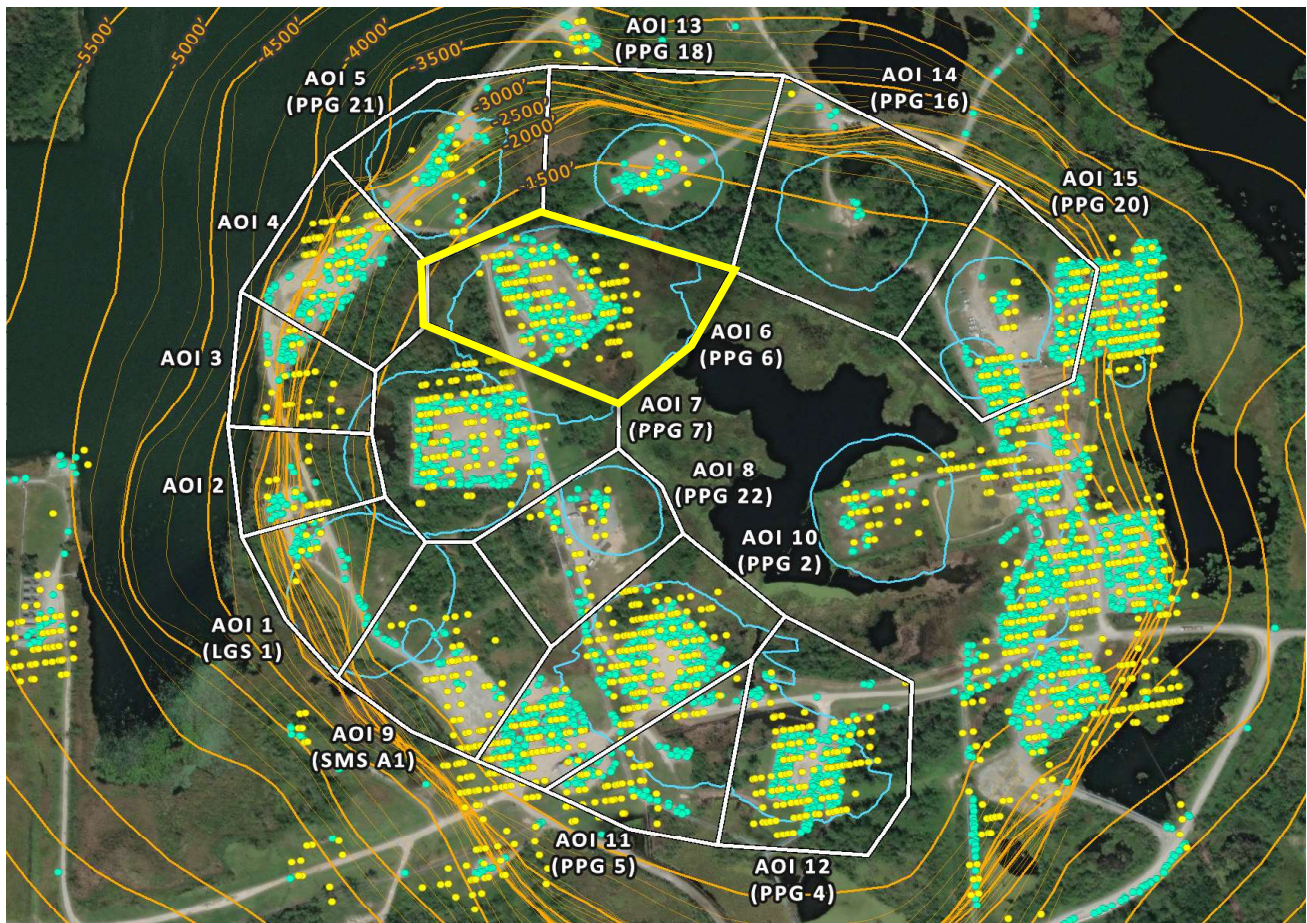 -5500'
-5000'
-4500'
-4000'
-3500'
-3000'
-2500'
-2000'
-1500'
AOI 13
(PPG 18)
AOI 5
(PPG 21)
AOI 14
(PPG 16)
AOI 15
(PPG 20)
AOI 4
AOI 6
(PPG 6)
AOI 3
AOI 7
(PPG 7)
AOI 8
(PPG 22)
AOI 2
AOI 10
(PPG 2)
AOI 1
(LGS 1)
AOI 9
(SMS A1)
AOI 11
(PPG 5)
AOI 12
(PPG 4)